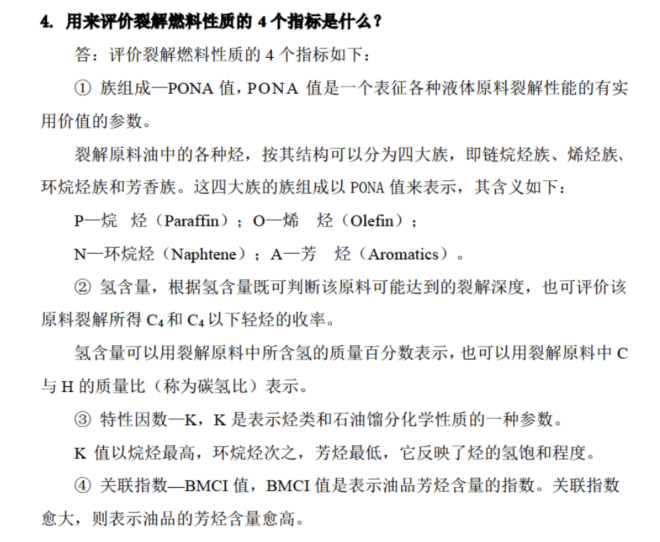 4. 用来评价裂解燃料性质的 4 个指标是什么？
答：评价裂解燃料性质的 4 个指标如下：
① 族组成—PONA 值，PONA 值是一个表征各种液体原料裂解性能的有实
用价值的参数。
裂解原料油中的各种烃，按其结构可以分为四大族，即链烷烃族、烯烃族、
环烷烃族和芳香族。这四大族的族组成以 PONA 值来表示，其含义如下：
P—烷 烃（Paraffin）；O—烯 烃（Olefin）；
N—环烷烃（Naphtene）；A—芳 烃（Aromatics）。
② 氢含量，根据氢含量既可判断该原料可能达到的裂解深度，也可评价该
原料裂解所得 C₄和 C₄以下轻烃的收率。
氢含量可以用裂解原料中所含氢的质量百分数表示，也可以用裂解原料中 C
与 H 的质量比（称为碳氢比）表示。
③ 特性因数—K，K 是表示烃类和石油馏分化学性质的一种参数。
K 值以烷烃最高，环烷烃次之，芳烃最低，它反映了烃的氢饱和程度。
④ 关联指数—BMCI 值，BMCI 值是表示油品芳烃含量的指数。关联指数
愈大，则表示油品的芳烃含量愈高。